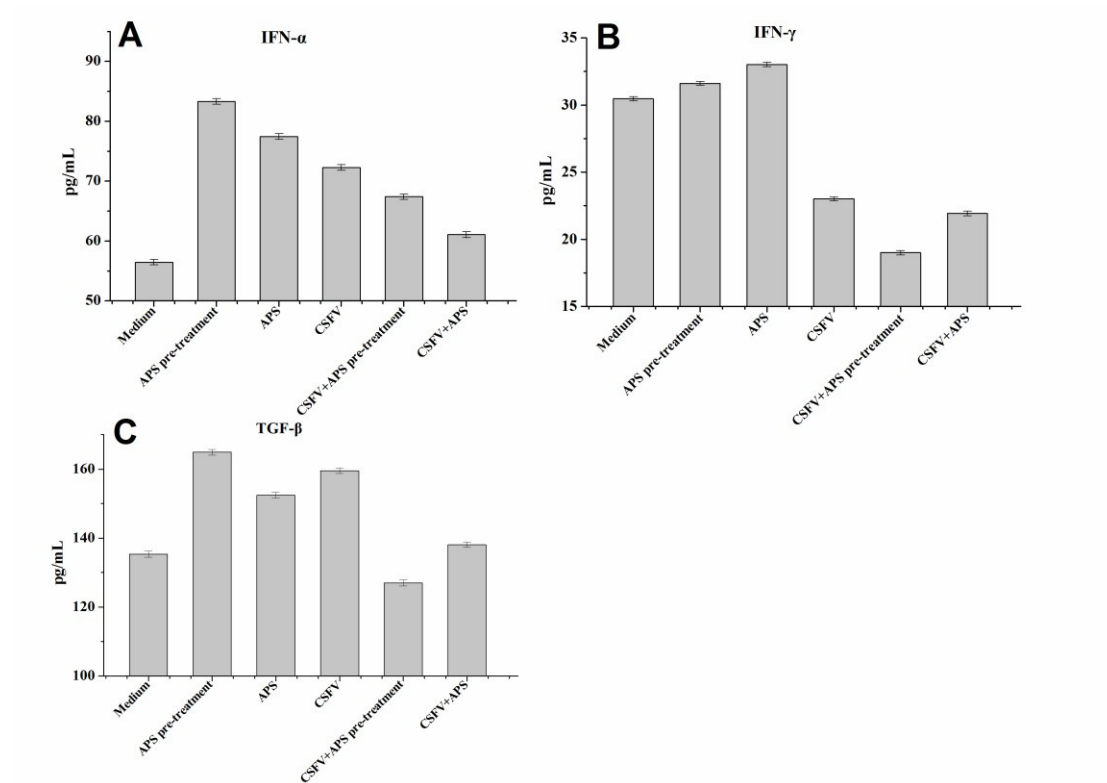 A
IFN-α
pg/mL
90
80
70
60
50
Medium
APS pre-treatment
APS
CSFV
CSFV+APS pre-treatment
CSFV+APS
B
IFN-γ
pg/mL
35
30
25
20
15
Medium
APS pre-treatment
APS
CSFV
CSFV+APS pre-treatment
CSFV+APS
C
TGF-β
pg/mL
160
140
120
100
Medium
APS pre-treatment
APS
CSFV
CSFV+APS pre-treatment
CSFV+APS